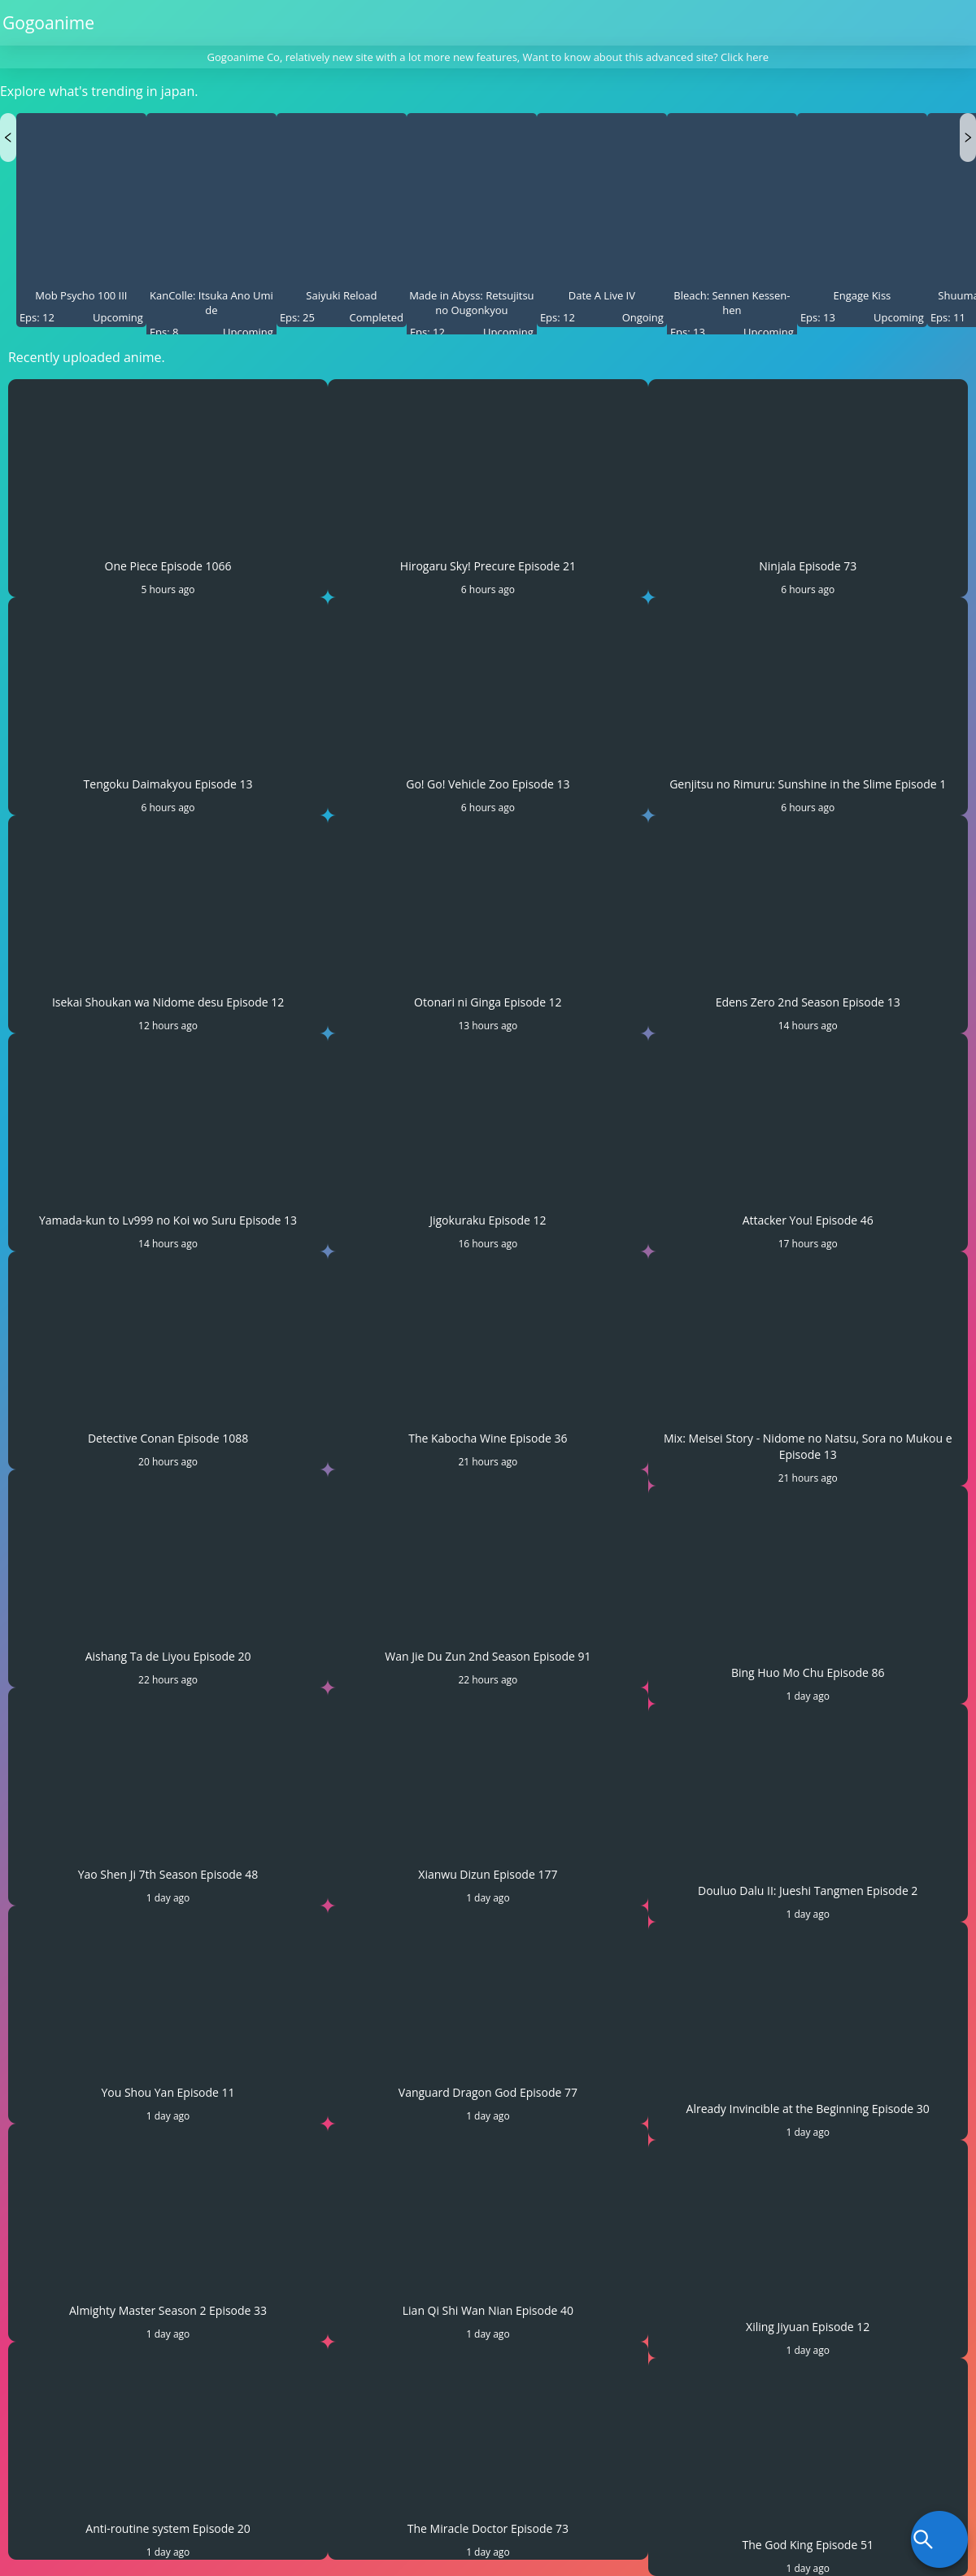 Gogoanime
Gogoanime Co, relatively new site with a lot more new features, Want to know about this advanced site? Click here
Explore what's trending in japan.
Mob Psycho 100 III
Eps: 12 Upcoming
KanColle: Itsuka Ano Umi
de
Eps: 8 Upcoming
Saiyuki Reload
Eps: 25 Completed
Made in Abyss: Retsujitsu
no Ougonkyou
Eps: 12 Upcoming
Date A Live IV
Eps: 12 Ongoing
Bleach: Sennen Kessen-
hen
Eps: 13 Upcoming
Engage Kiss
Eps: 13 Upcoming
Shuuma
Eps: 11
Recently uploaded anime.
One Piece Episode 1066
5 hours ago
Hirogaru Sky! Precure Episode 21
6 hours ago
Ninjala Episode 73
6 hours ago
Tengoku Daimakyou Episode 13
6 hours ago
Go! Go! Vehicle Zoo Episode 13
6 hours ago
Genjitsu no Rimuru: Sunshine in the Slime Episode 1
6 hours ago
Isekai Shoukan wa Nidome desu Episode 12
12 hours ago
Otonari ni Ginga Episode 12
13 hours ago
Edens Zero 2nd Season Episode 13
14 hours ago
Yamada-kun to Lv999 no Koi wo Suru Episode 13
14 hours ago
Jigokuraku Episode 12
16 hours ago
Attacker You! Episode 46
17 hours ago
Detective Conan Episode 1088
20 hours ago
The Kabocha Wine Episode 36
21 hours ago
Mix: Meisei Story - Nidome no Natsu, Sora no Mukou e
Episode 13
21 hours ago
Aishang Ta de Liyou Episode 20
22 hours ago
Wan Jie Du Zun 2nd Season Episode 91
22 hours ago
Bing Huo Mo Chu Episode 86
1 day ago
Yao Shen Ji 7th Season Episode 48
1 day ago
Xianwu Dizun Episode 177
1 day ago
Douluo Dalu II: Jueshi Tangmen Episode 2
1 day ago
You Shou Yan Episode 11
1 day ago
Vanguard Dragon God Episode 77
1 day ago
Already Invincible at the Beginning Episode 30
1 day ago
Almighty Master Season 2 Episode 33
1 day ago
Lian Qi Shi Wan Nian Episode 40
1 day ago
Xiling Jiyuan Episode 12
1 day ago
Anti-routine system Episode 20
1 day ago
The Miracle Doctor Episode 73
1 day ago
The God King Episode 51
1 day ago